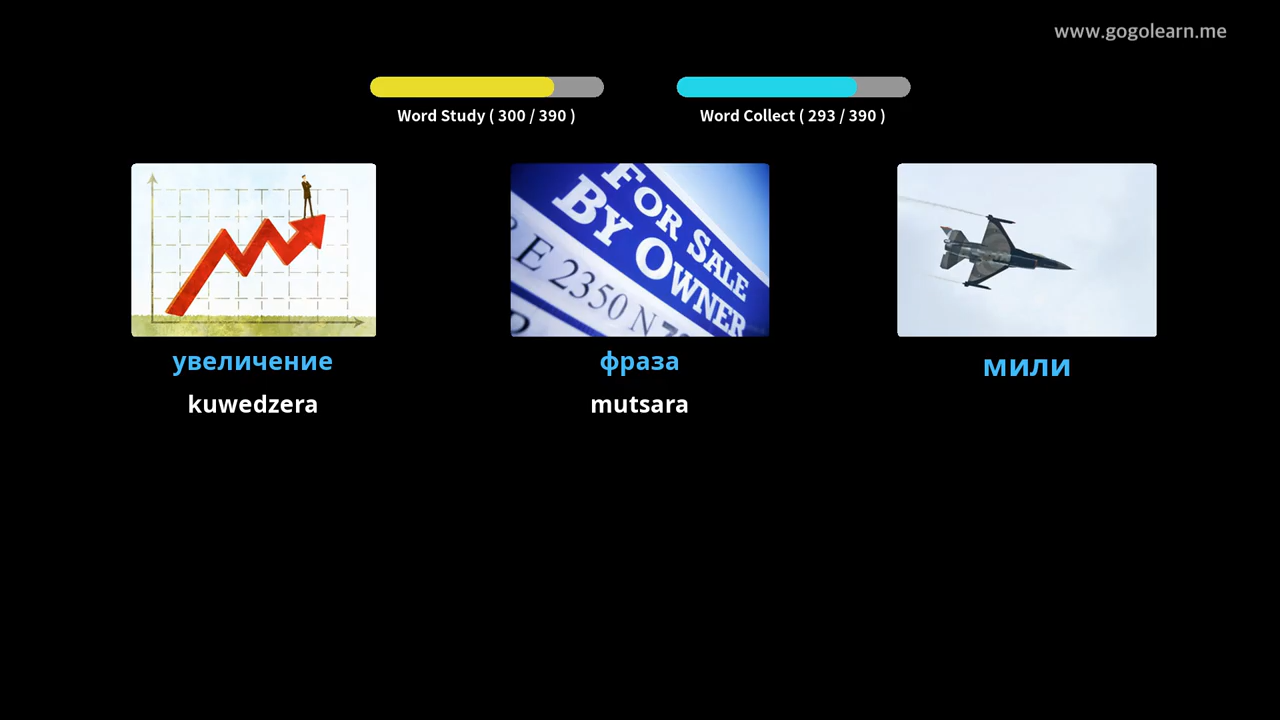 www.gogolearn.me
Word Study ( 300 / 390 )
Word Collect ( 293 / 390 )
FOR SALE
BY OWNER
E 2350 N
увеличение
фраза
мили
kuwedzera
mutsara